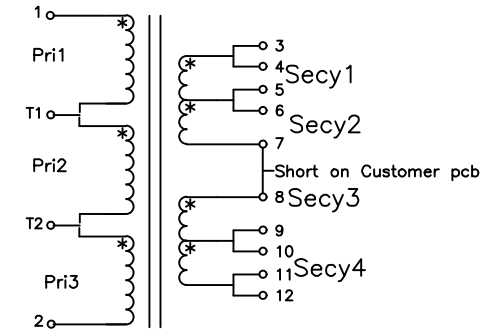 1
*
3
Pri1
*
4
Secy1
5
T1
*
6
Secy2
*
7
Pri2
Short on Customer pcb
*
8
Secy3
T2
9
*
*
10
Pri3
11
Secy4
12
2